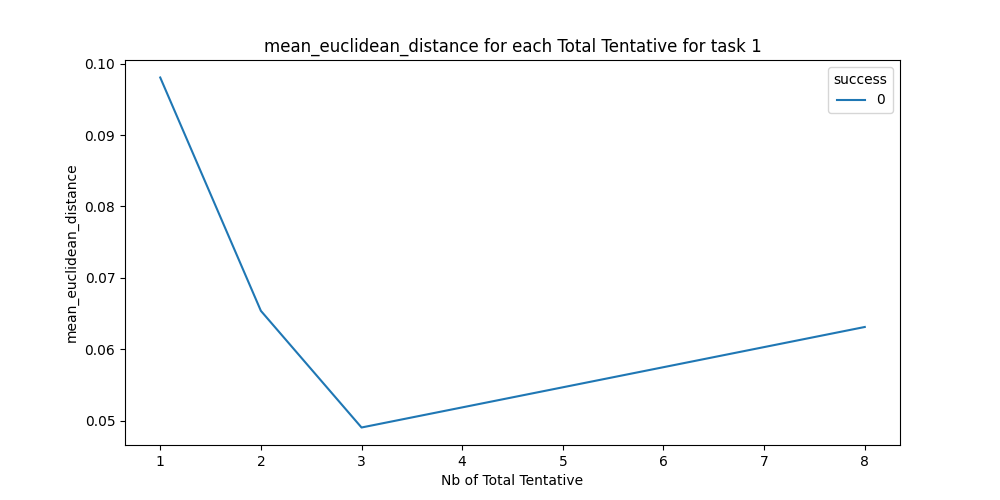 mean_euclidean_distance for each Total Tentative for task 1
success
0
mean_euclidean_distance
0.10
0.09
0.08
0.07
0.06
0.05
1 2 3 4 5 6 7 8
Nb of Total Tentative